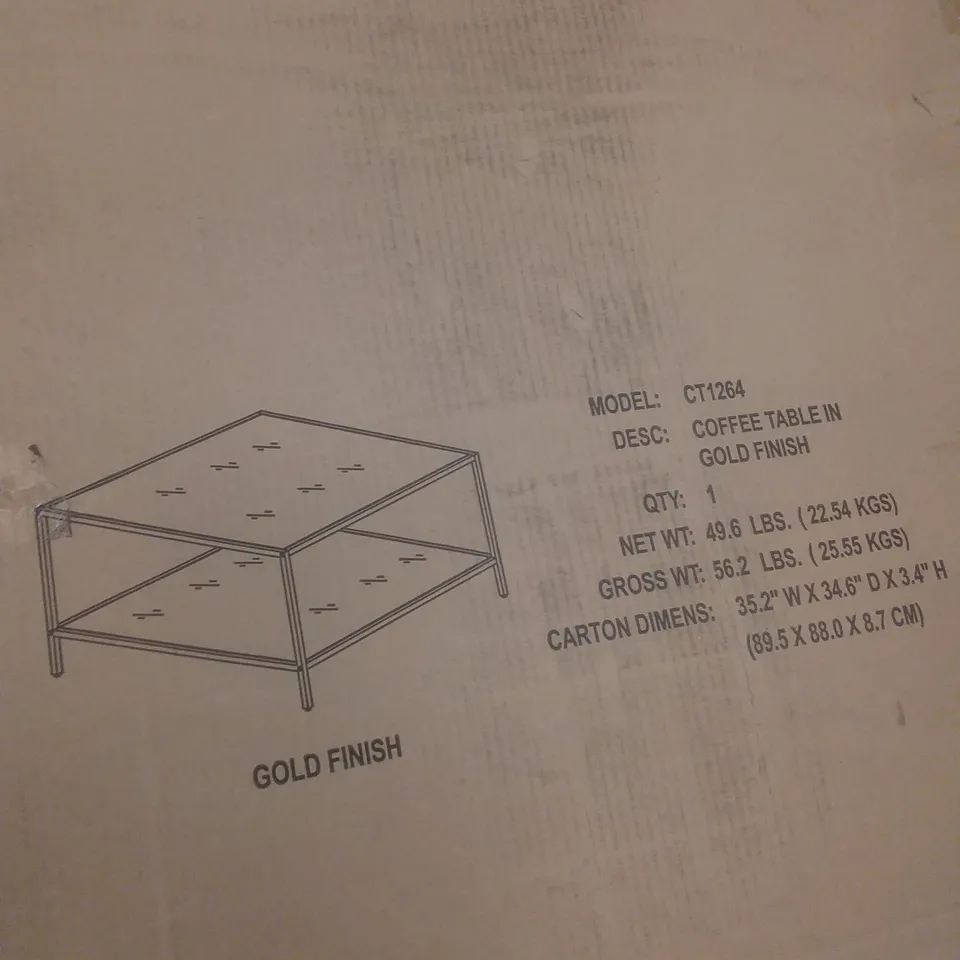 MODEL: CT1264
DESC: COFFEE TABLE IN
GOLD FINISH
QTY: 1
NET WT: 49.6 LBS. (22.54 KGS)
GROSS WT: 56.2 LBS. (25.55 KGS)
CARTON DIMENS: 35.2" W X 34.6" D X 3.4" H
(89.5 X 88.0 X 8.7 CM)
GOLD FINISH